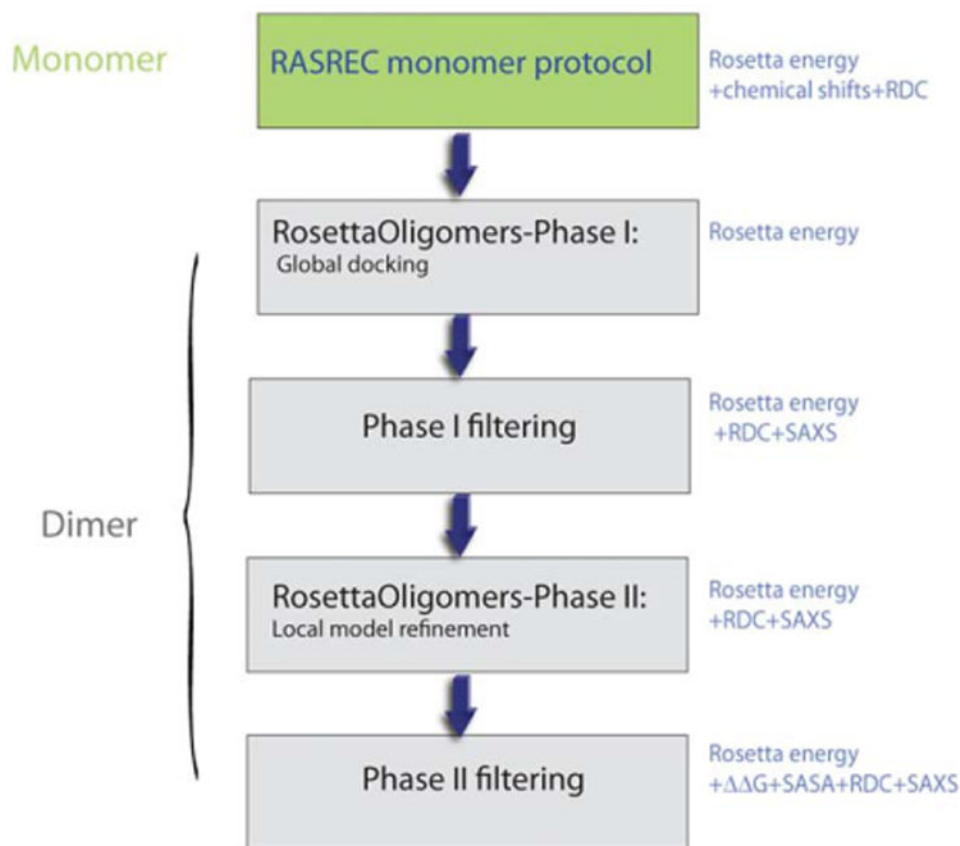 Monomer
RASREC monomer protocol
Rosetta energy
+chemical shifts+RDC
RosettaOligomers-Phase I:
Global docking
Rosetta energy
Phase I filtering
Rosetta energy
+RDC+SAXS
Dimer
RosettaOligomers-Phase II:
Local model refinement
Rosetta energy
+RDC+SAXS
Phase II filtering
Rosetta energy
+ΔΔG+SASA+RDC+SAXS